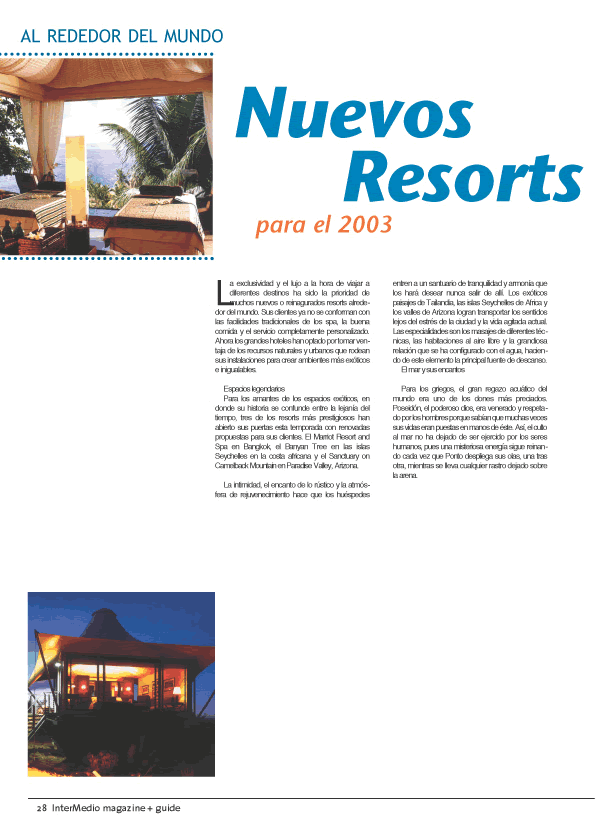 AL REDEDOR DEL MUNDO
Nuevos
Resorts
para el 2003
La exclusividad y el lujo a la hora de viajar a
diferentes destinos ha sido la prioridad de
muchos nuevos o reinagurados resorts alrede-
dor del mundo. Sus clientes ya no se conforman con
las facilidades tradicionales de los spa, la buena
comida y el servicio completamente personalizado.
Ahora los grandes hoteles han optado por tomar ven-
taja de los recursos naturales y urbanos que rodean
sus instalaciones para crear ambientes más exóticos
e inigualables.
Espacios legendarios
Para los amantes de los espacios exóticos, en
donde su historia se confunde entre la lejanía del
tiempo, tres de los resorts más prestigiosos han
abierto sus puertas esta temporada con renovadas
propuestas para sus clientes. El Marriot Resort and
Spa en Bangkok, el Banyan Tree en las islas
Seychelles en la costa africana y el Sanctuary on
Camelback Mountain en Paradise Valley, Arizona.
La intimidad, el encanto de lo rústico y la atmós-
fera de rejuvenecimiento hace que los huéspedes
entren a un santuario de tranquilidad y armonía que
los hará desear nunca salir de allí. Los exóticos
paisajes de Tailandia, las islas Seychelles de Africa y
los valles de Arizona logran transportar los sentidos
lejos del estrés de la ciudad y la vida agitada actual.
Las especialidades son los masajes de diferentes téc-
nicas, las habitaciones al aire libre y la grandiosa
relación que se ha configurado con el agua, hacien-
do de este elemento la principal fuente de descanso.
El mar y sus encantos
Para los griegos, el gran regazo acuático del
mundo era uno de los dones más preciados.
Poseidón, el poderoso dios, era venerado y respeta-
do por los hombres porque sabían que muchas veces
sus vidas eran puestas en manos de éste. Así, el culto
al mar no ha dejado de ser ejercido por los seres
humanos, pues una misteriosa energía sigue reinan-
do cada vez que Ponto despliega sus olas, una tras
otra, mientras se lleva cualquier rastro dejado sobre
la arena.
28 InterMedio magazine + guide